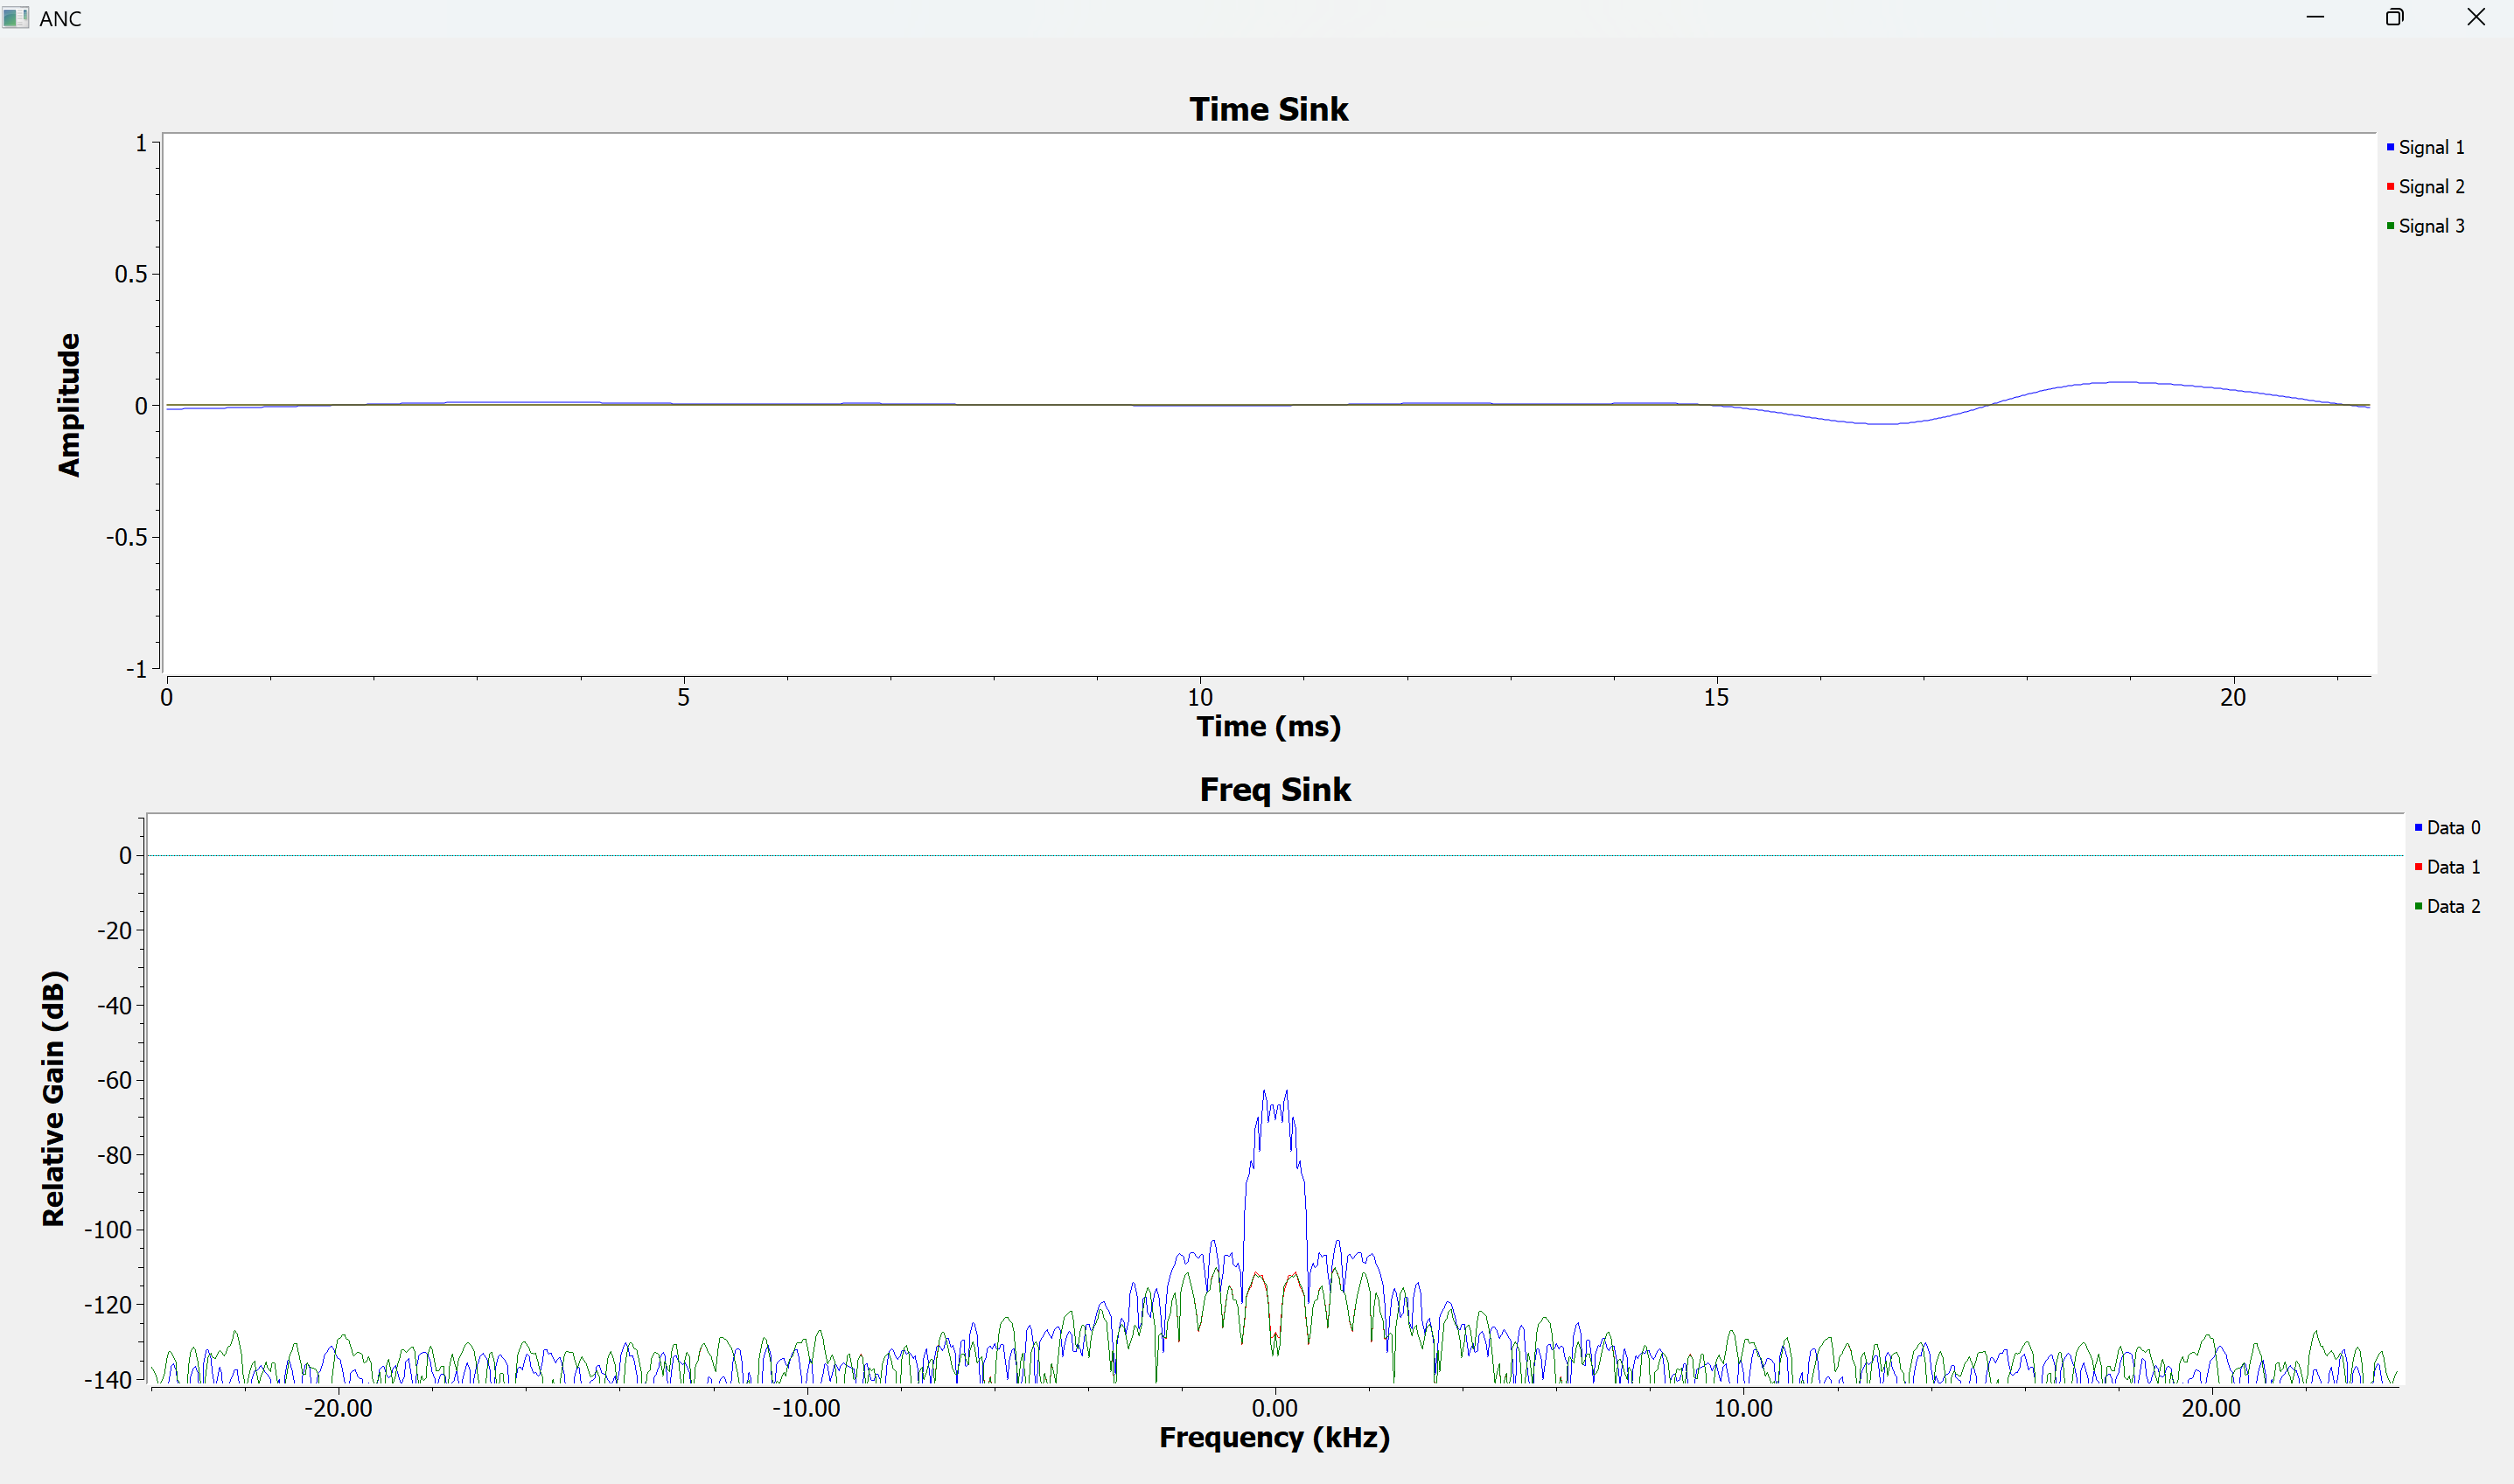 ANC
Time Sink
1
0.5
0
-0.5
-1
Amplitude
0 5 10 15 20
Time (ms)
Signal 1
Signal 2
Signal 3
Freq Sink
0
-20
-40
-60
-80
-100
-120
-140
Relative Gain (dB)
-20.00 -10.00 0.00 10.00 20.00
Frequency (kHz)
Data 0
Data 1
Data 2